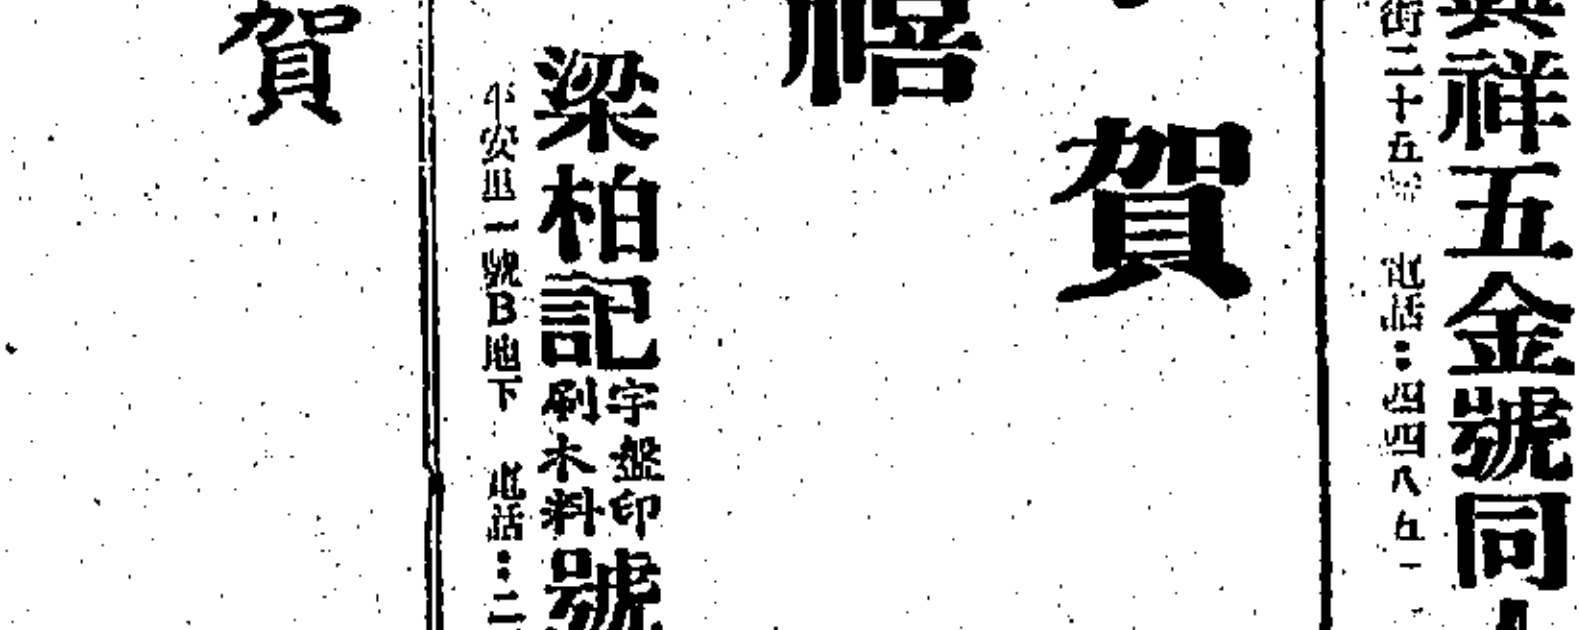 祥五金號同
街二十五號 電話：四四八五一
禧
賀
梁柏記字盤印刷木料號
平安里一號B地下 電話：二
賀